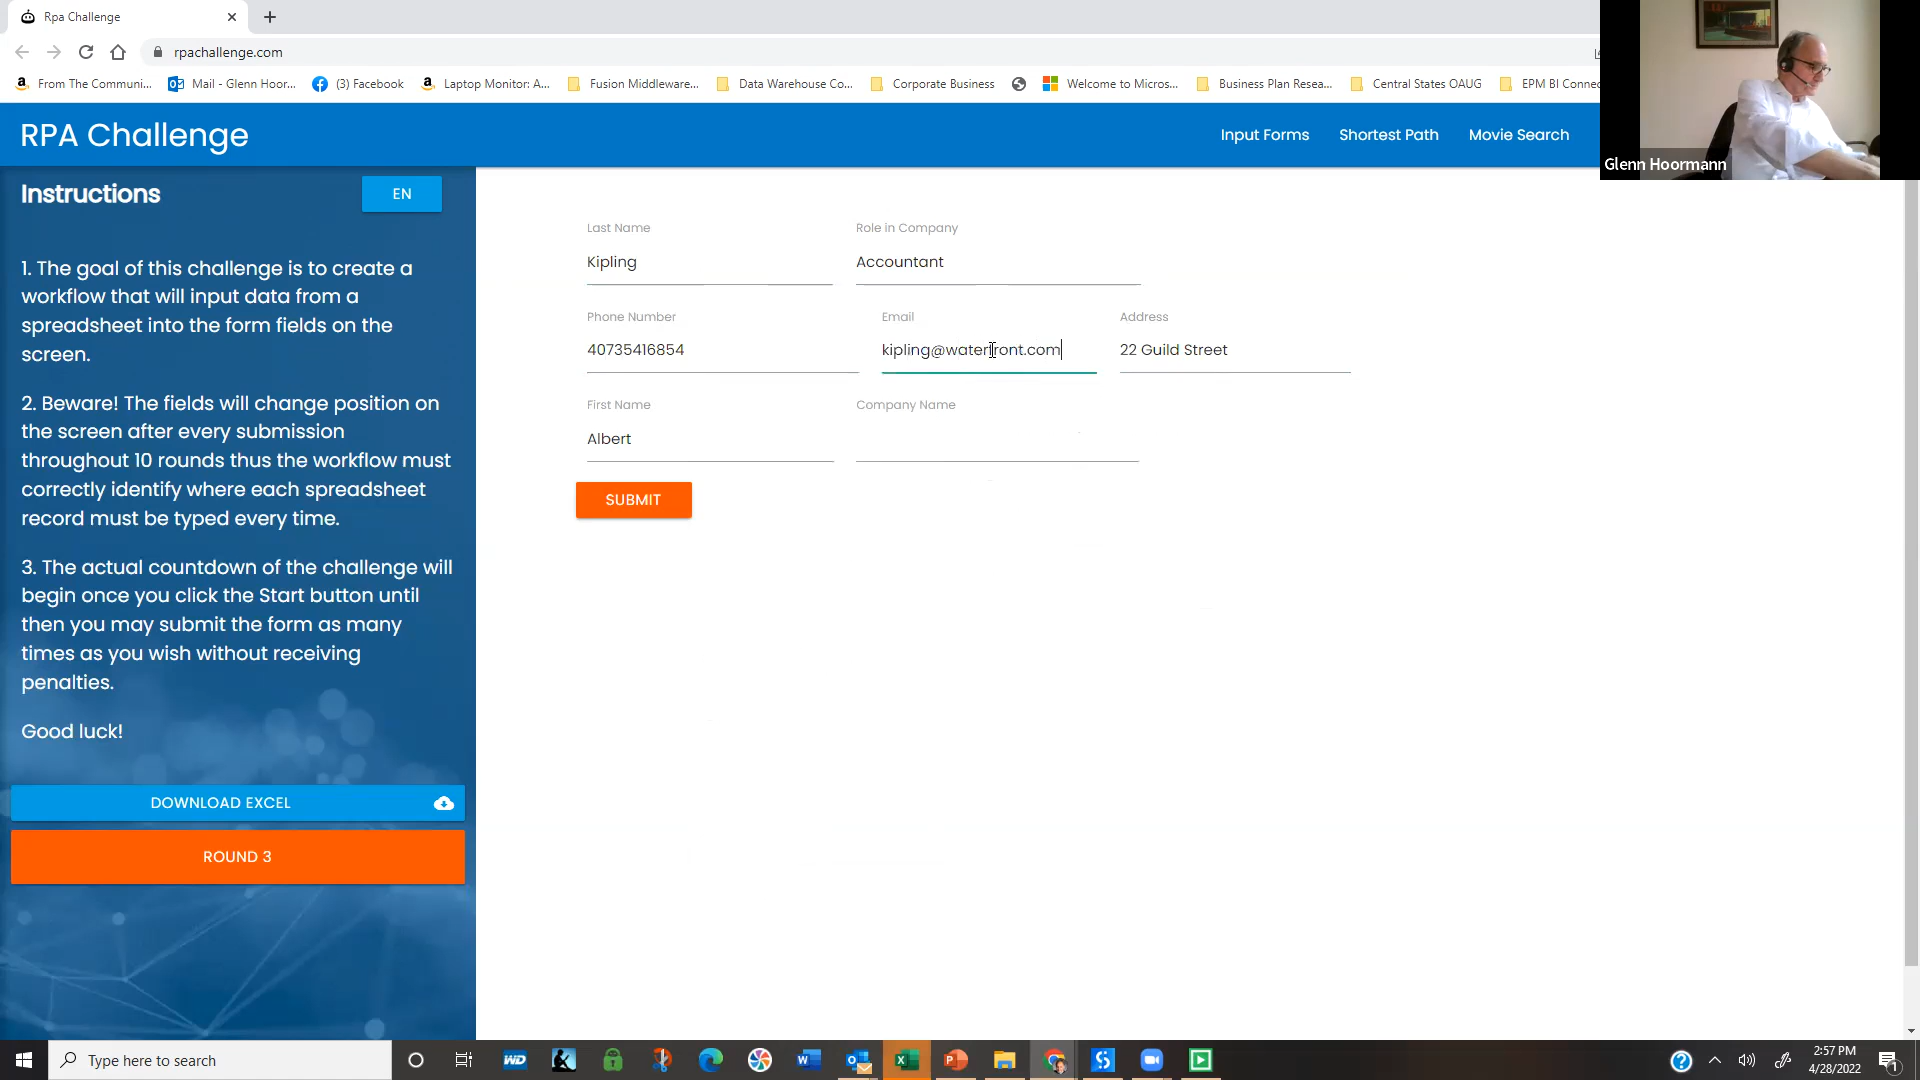 Rpa Challenge
rpachallenge.com
From The Communi...
Mail - Glenn Hoor...
(3) Facebook
Laptop Monitor: A...
Fusion Middleware...
Data Warehouse Co...
Corporate Business
Welcome to Micros...
Business Plan Resea...
Central States OAUG
EPM BI Connec
RPA Challenge
Input Forms
Shortest Path
Movie Search
Glenn Hoormann
Instructions
EN
1. The goal of this challenge is to create a
workflow that will input data from a
spreadsheet into the form fields on the
screen.
2. Beware! The fields will change position on
the screen after every submission
throughout 10 rounds thus the workflow must
correctly identify where each spreadsheet
record must be typed every time.
3. The actual countdown of the challenge will
begin once you click the Start button until
then you may submit the form as many
times as you wish without receiving
penalties.
Good luck!
DOWNLOAD EXCEL
ROUND 3
Last Name
Role in Company
Kipling
Accountant
Phone Number
Email
Address
40735416854
kipling@waterfront.com
22 Guild Street
First Name
Company Name
Albert
SUBMIT
Type here to search
WD
2:57 PM
4/28/2022
1